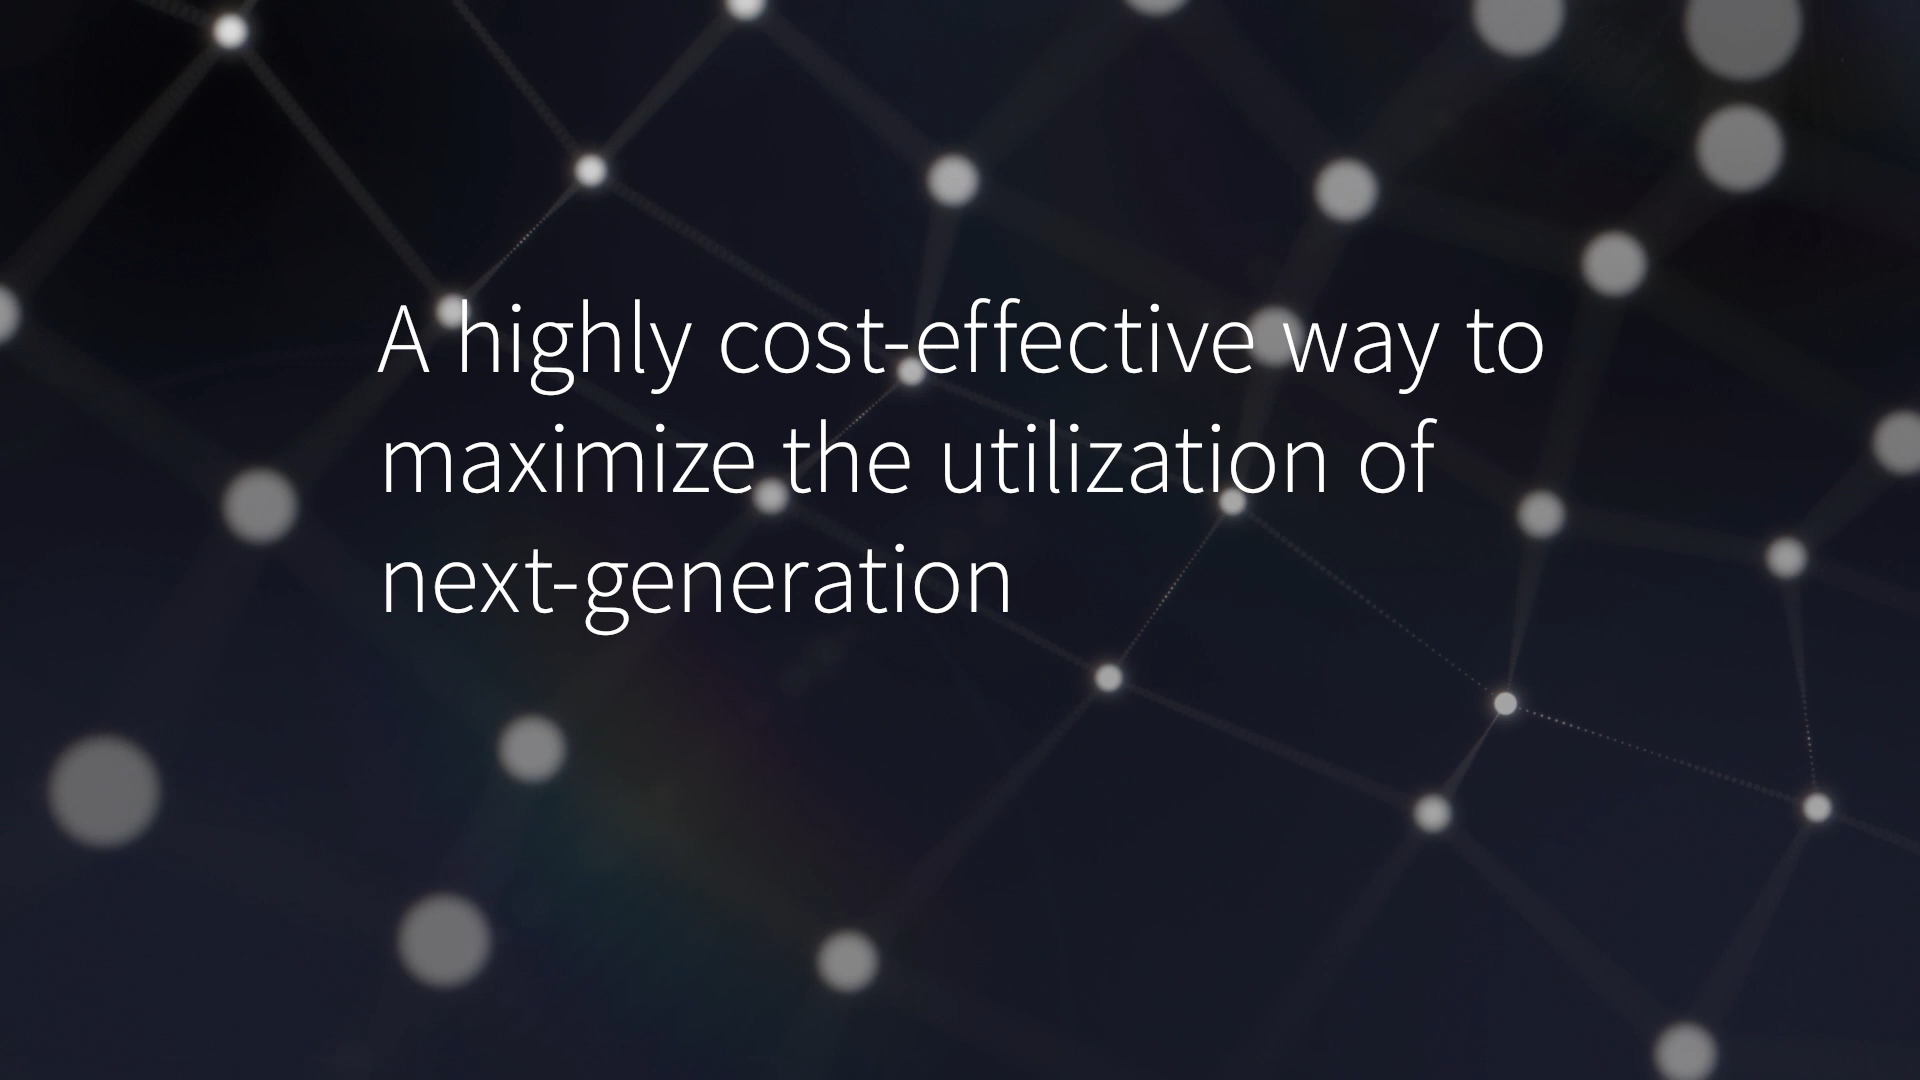 A highly cost-effective way to
maximize the utilization of
next-generation